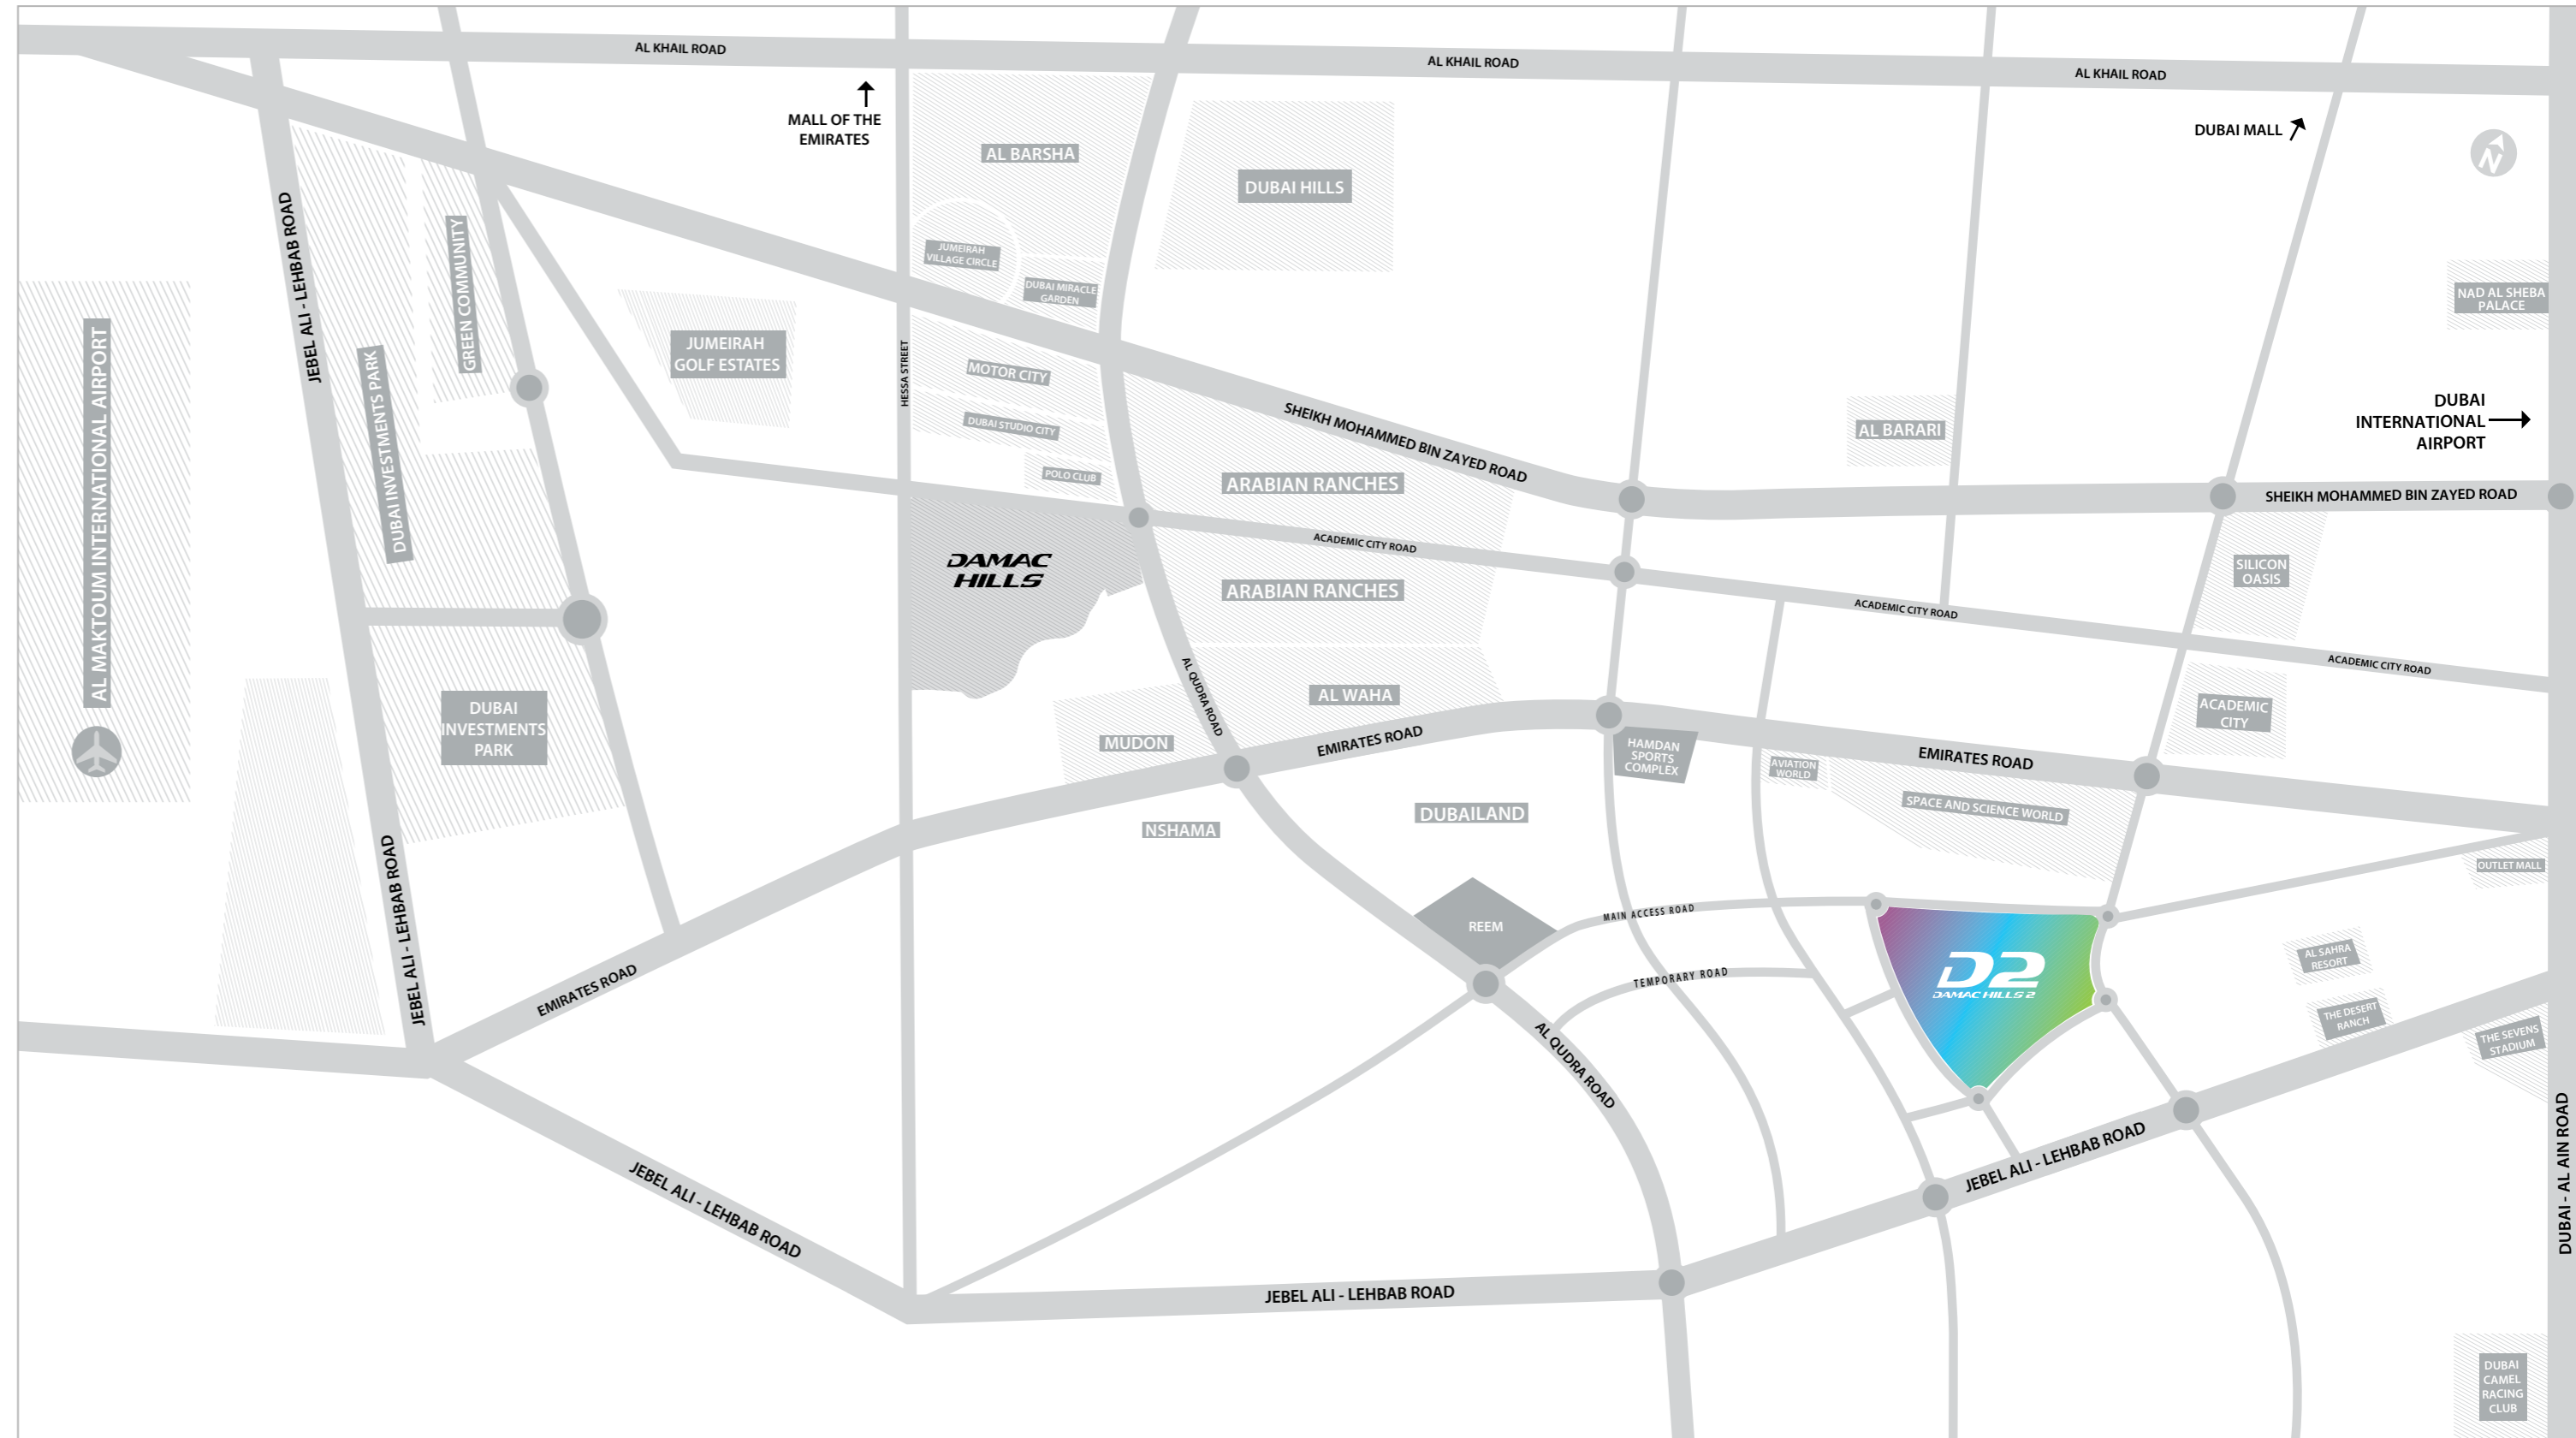 AL KHAIL ROAD
AL KHAIL ROAD
AL KHAIL ROAD
MALL OF THE
EMIRATES
DUBAI MALL
N
AL BARSHA
DUBAI HILLS
JEBEL ALI - LEHBAB ROAD
GREEN COMMUNITY
JUMEIRAH
VILLAGE CIRCLE
DUBAI MIRACLE
GARDEN
NAD AL SHEBA
PALACE
AL MAKTOUM INTERNATIONAL AIRPORT
DUBAI INVESTMENTS PARK
JUMEIRAH
GOLF ESTATES
HESSA STREET
MOTOR CITY
DUBAI STUDIO CITY
POLO CLUB
SHEIKH MOHAMMED BIN ZAYED ROAD
AL BARARI
DUBAI
INTERNATIONAL
AIRPORT
ARABIAN RANCHES
SHEIKH MOHAMMED BIN ZAYED ROAD
DAMAC
HILLS
ACADEMIC CITY ROAD
ARABIAN RANCHES
ACADEMIC CITY ROAD
SILICON
OASIS
ACADEMIC CITY ROAD
AL QUDRA ROAD
AL WAHA
DUBAI
INVESTMENTS
PARK
MUDON
EMIRATES ROAD
HAMDAN
SPORTS
COMPLEX
AVIATION
WORLD
EMIRATES ROAD
ACADEMIC
CITY
NSHAMA
DUBAILAND
SPACE AND SCIENCE WORLD
OUTLET MALL
JEBEL ALI - LEHBAB ROAD
EMIRATES ROAD
REEM
MAIN ACCESS ROAD
TEMPORARY ROAD
D2
DAMAC HILLS 2
AL SAHRA
RESORT
THE DESERT
RANCH
THE SEVENS
STADIUM
AL QUDRA ROAD
JEBEL ALI - LEHBAB ROAD
JEBEL ALI - LEHBAB ROAD
JEBEL ALI - LEHBAB ROAD
DUBAI - AL AIN ROAD
DUBAI
CAMEL
RACING
CLUB